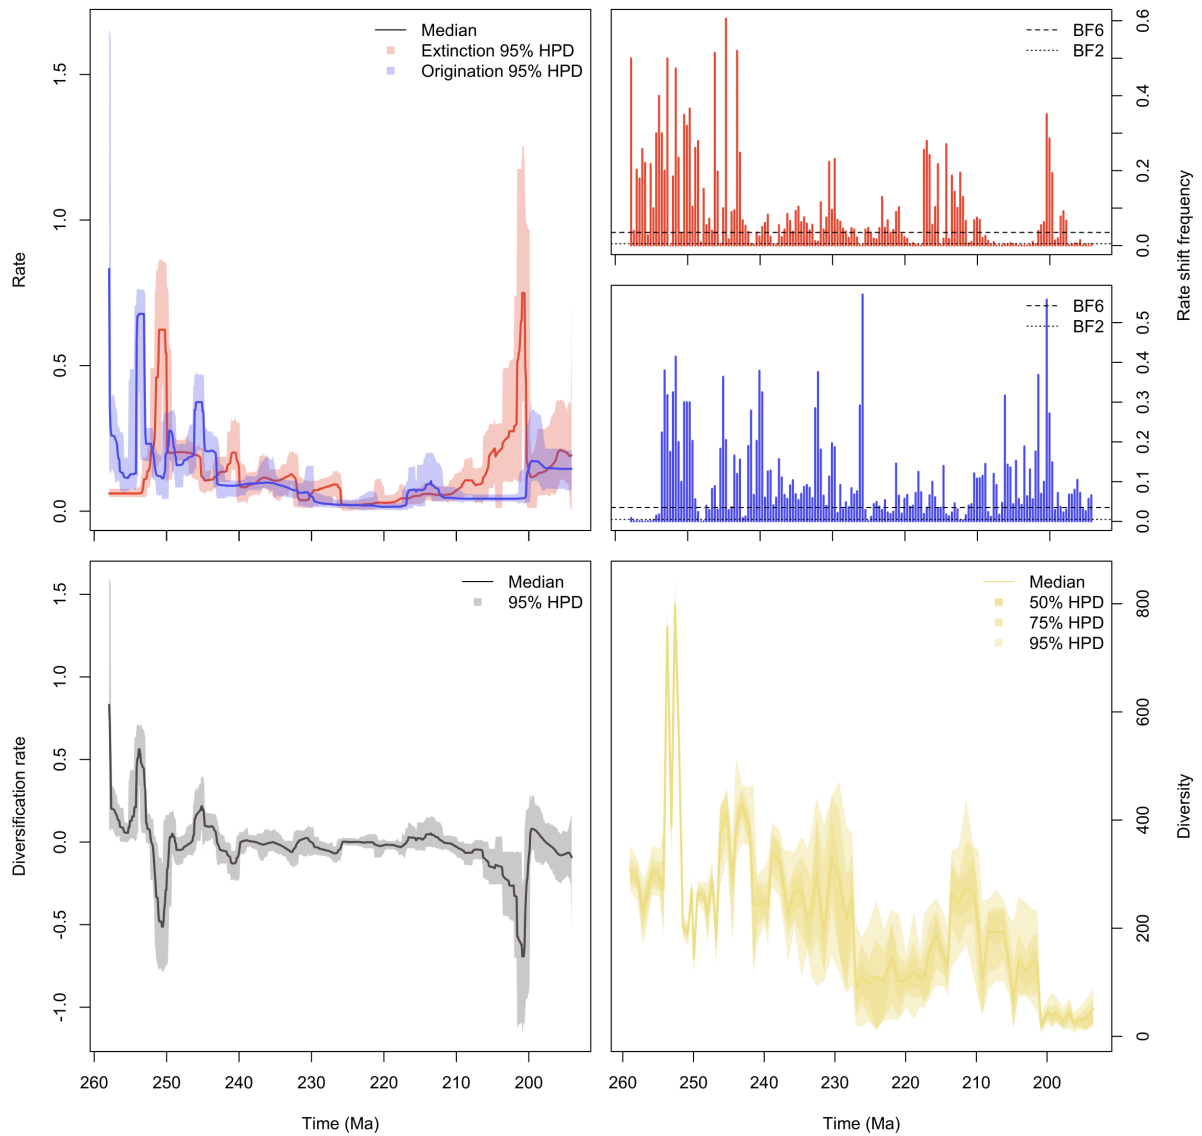 Median
Extinction 95% HPD
Origination 95% HPD
Rate
0.0
0.5
1.0
1.5
BF6
BF2
0.0
0.2
0.4
0.6
Rate shift frequency
BF6
BF2
0.0
0.1
0.2
0.3
0.4
0.5
Median
95% HPD
Diversification rate
-1.0
-0.5
0.0
0.5
1.0
1.5
260 250 240 230 220 210 200
Time (Ma)
Median
50% HPD
75% HPD
95% HPD
0
200
400
600
800
Diversity
260 250 240 230 220 210 200
Time (Ma)